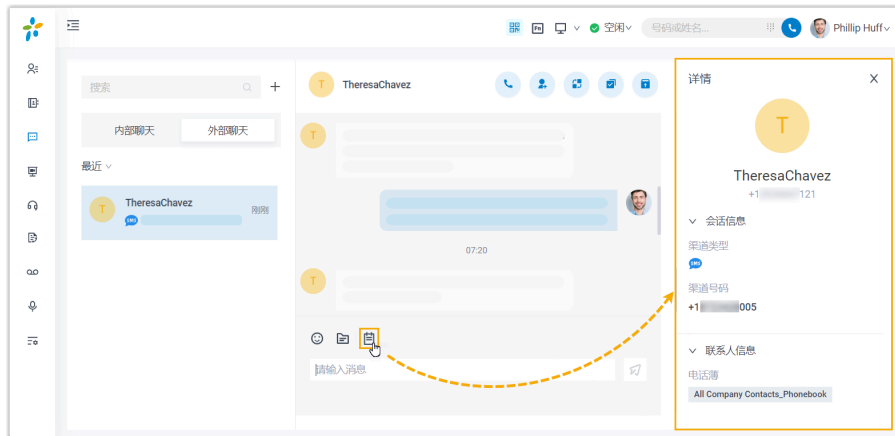 Fn
空闲
号码或姓名...
Phillip Huff
搜索
内部聊天
外部聊天
最近
T
TheresaChavez
刚刚
SMS
T
TheresaChavez
T
07:20
T
请输入消息
详情
T
TheresaChavez
+1 121
会话信息
渠道类型
SMS
渠道号码
+1 005
联系人信息
电话簿
All Company Contacts_Phonebook